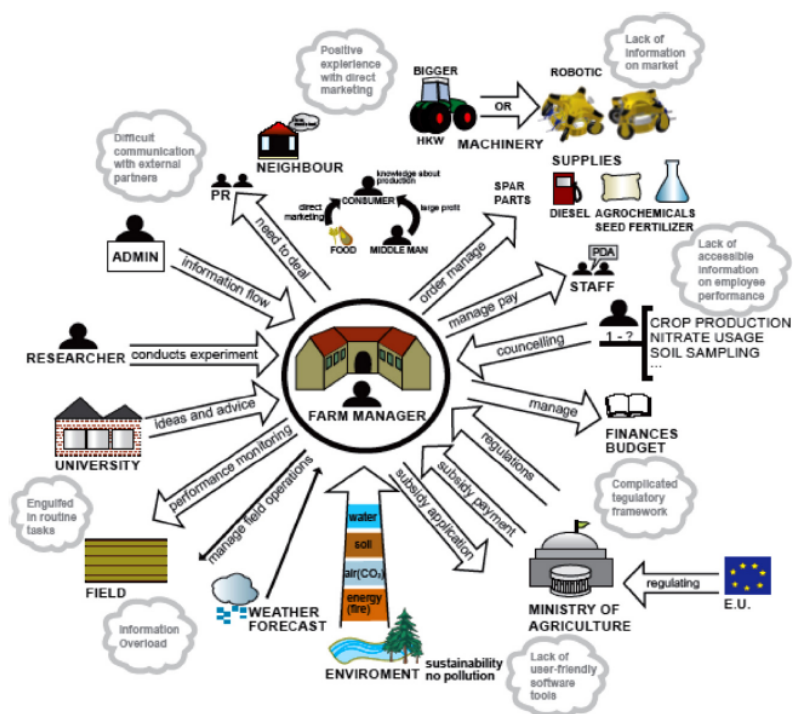 Positive
expierience
with direct
marketing
Lack of
information
on market
BIGGER
ROBOTIC
OR
HKW
MACHINERY
Difficult
communication
with external
partners
NEIGHBOUR
SUPPLIES
PR
knowledge about
production
CONSUMER
direct
marketing
large profit
FOOD
MIDDLE MAN
SPAR
PARTS
DIESEL
AGROCHEMICALS
SEED FERTILIZER
ADMIN
need to deal
order manage
PDA
STAFF
Lack of
accessible
information
on employee
performance
information flow
manage pay
RESEARCHER
conducts experiment
councelling
1 - ?
CROP PRODUCTION
NITRATE USAGE
SOIL SAMPLING
...
FARM MANAGER
UNIVERSITY
ideas and advice
manage
FINANCES
BUDGET
performance monitoring
regulations
subsidy payment
subsidy application
Complicated
tegulatory
framework
Engulfed
in routine
tasks
manage field operations
FIELD
WEATHER
FORECAST
water
soil
air(CO₂)
energy
(fire)
MINISTRY OF
AGRICULTURE
regulating
E.U.
Information
Overload
ENVIROMENT
sustainability
no pollution
Lack of
user-friendly
software
tools